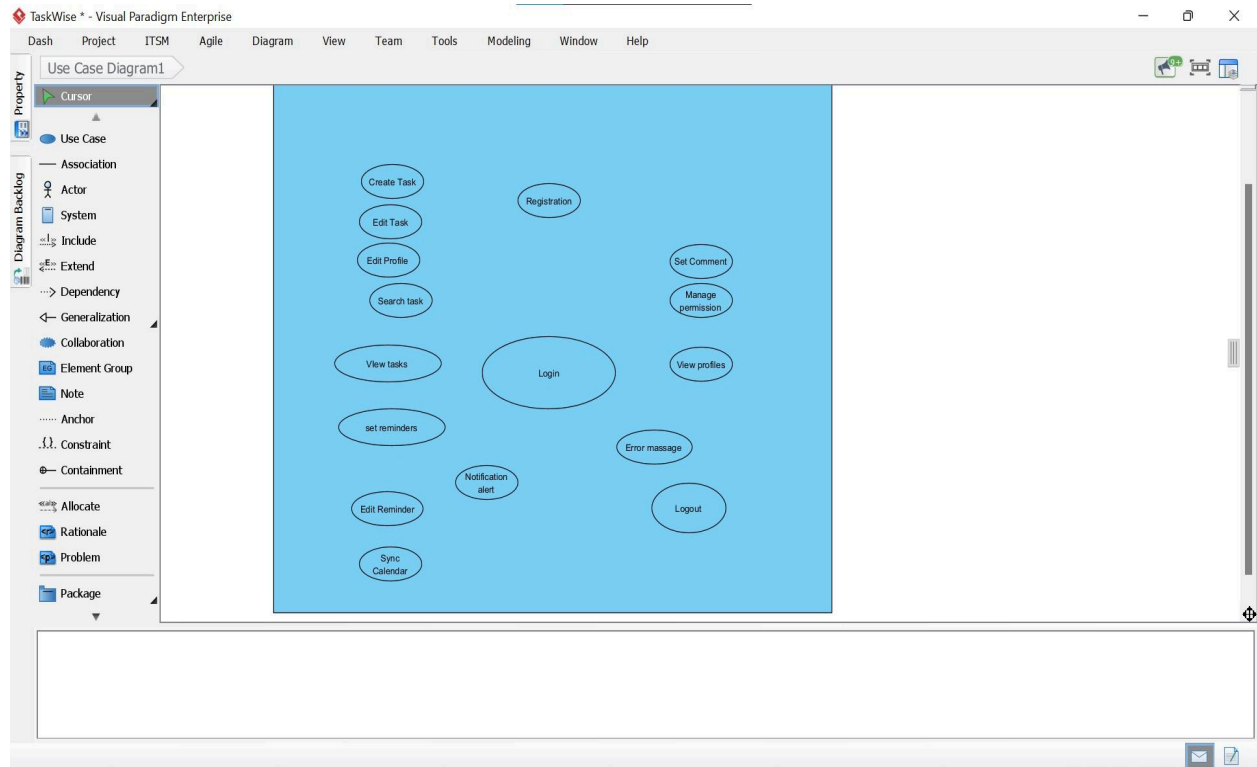 TaskWise * - Visual Paradigm Enterprise
Dash Project ITSM Agile Diagram View Team Tools Modeling Window Help
Use Case Diagram1
9+
Property
Diagram Backlog
Cursor
Use Case
Association
Actor
System
Include
Extend
Dependency
Generalization
Collaboration
EG Element Group
Note
Anchor
Constraint
Containment
Allocate
Rationale
Problem
Package
Create Task
Registration
Edit Task
Edit Profile
Set Comment
Search task
Manage
permission
VIew tasks
Login
View profiles
set reminders
Error massage
Notification
alert
Edit Reminder
Logout
Sync
Calendar